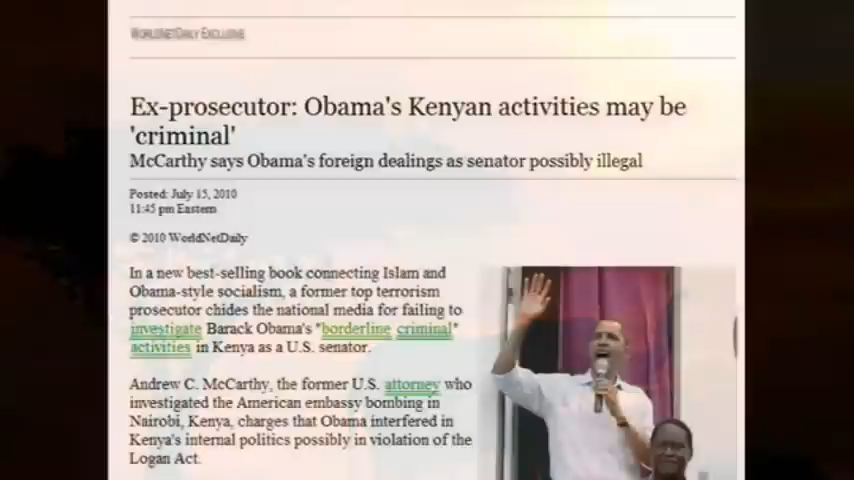 WORLDNETDAILY EXCLUSIVE
Ex-prosecutor: Obama's Kenyan activities may be
'criminal'
McCarthy says Obama's foreign dealings as senator possibly illegal
Posted: July 15, 2010
11:45 pm Eastern
© 2010 WorldNetDaily
In a new best-selling book connecting Islam and
Obama-style socialism, a former top terrorism
prosecutor chides the national media for failing to
investigate Barack Obama's "borderline criminal"
activities in Kenya as a U.S. senator.
Andrew C. McCarthy, the former U.S. attorney who
investigated the American embassy bombing in
Nairobi, Kenya, charges that Obama interfered in
Kenya's internal politics possibly in violation of the
Logan Act.